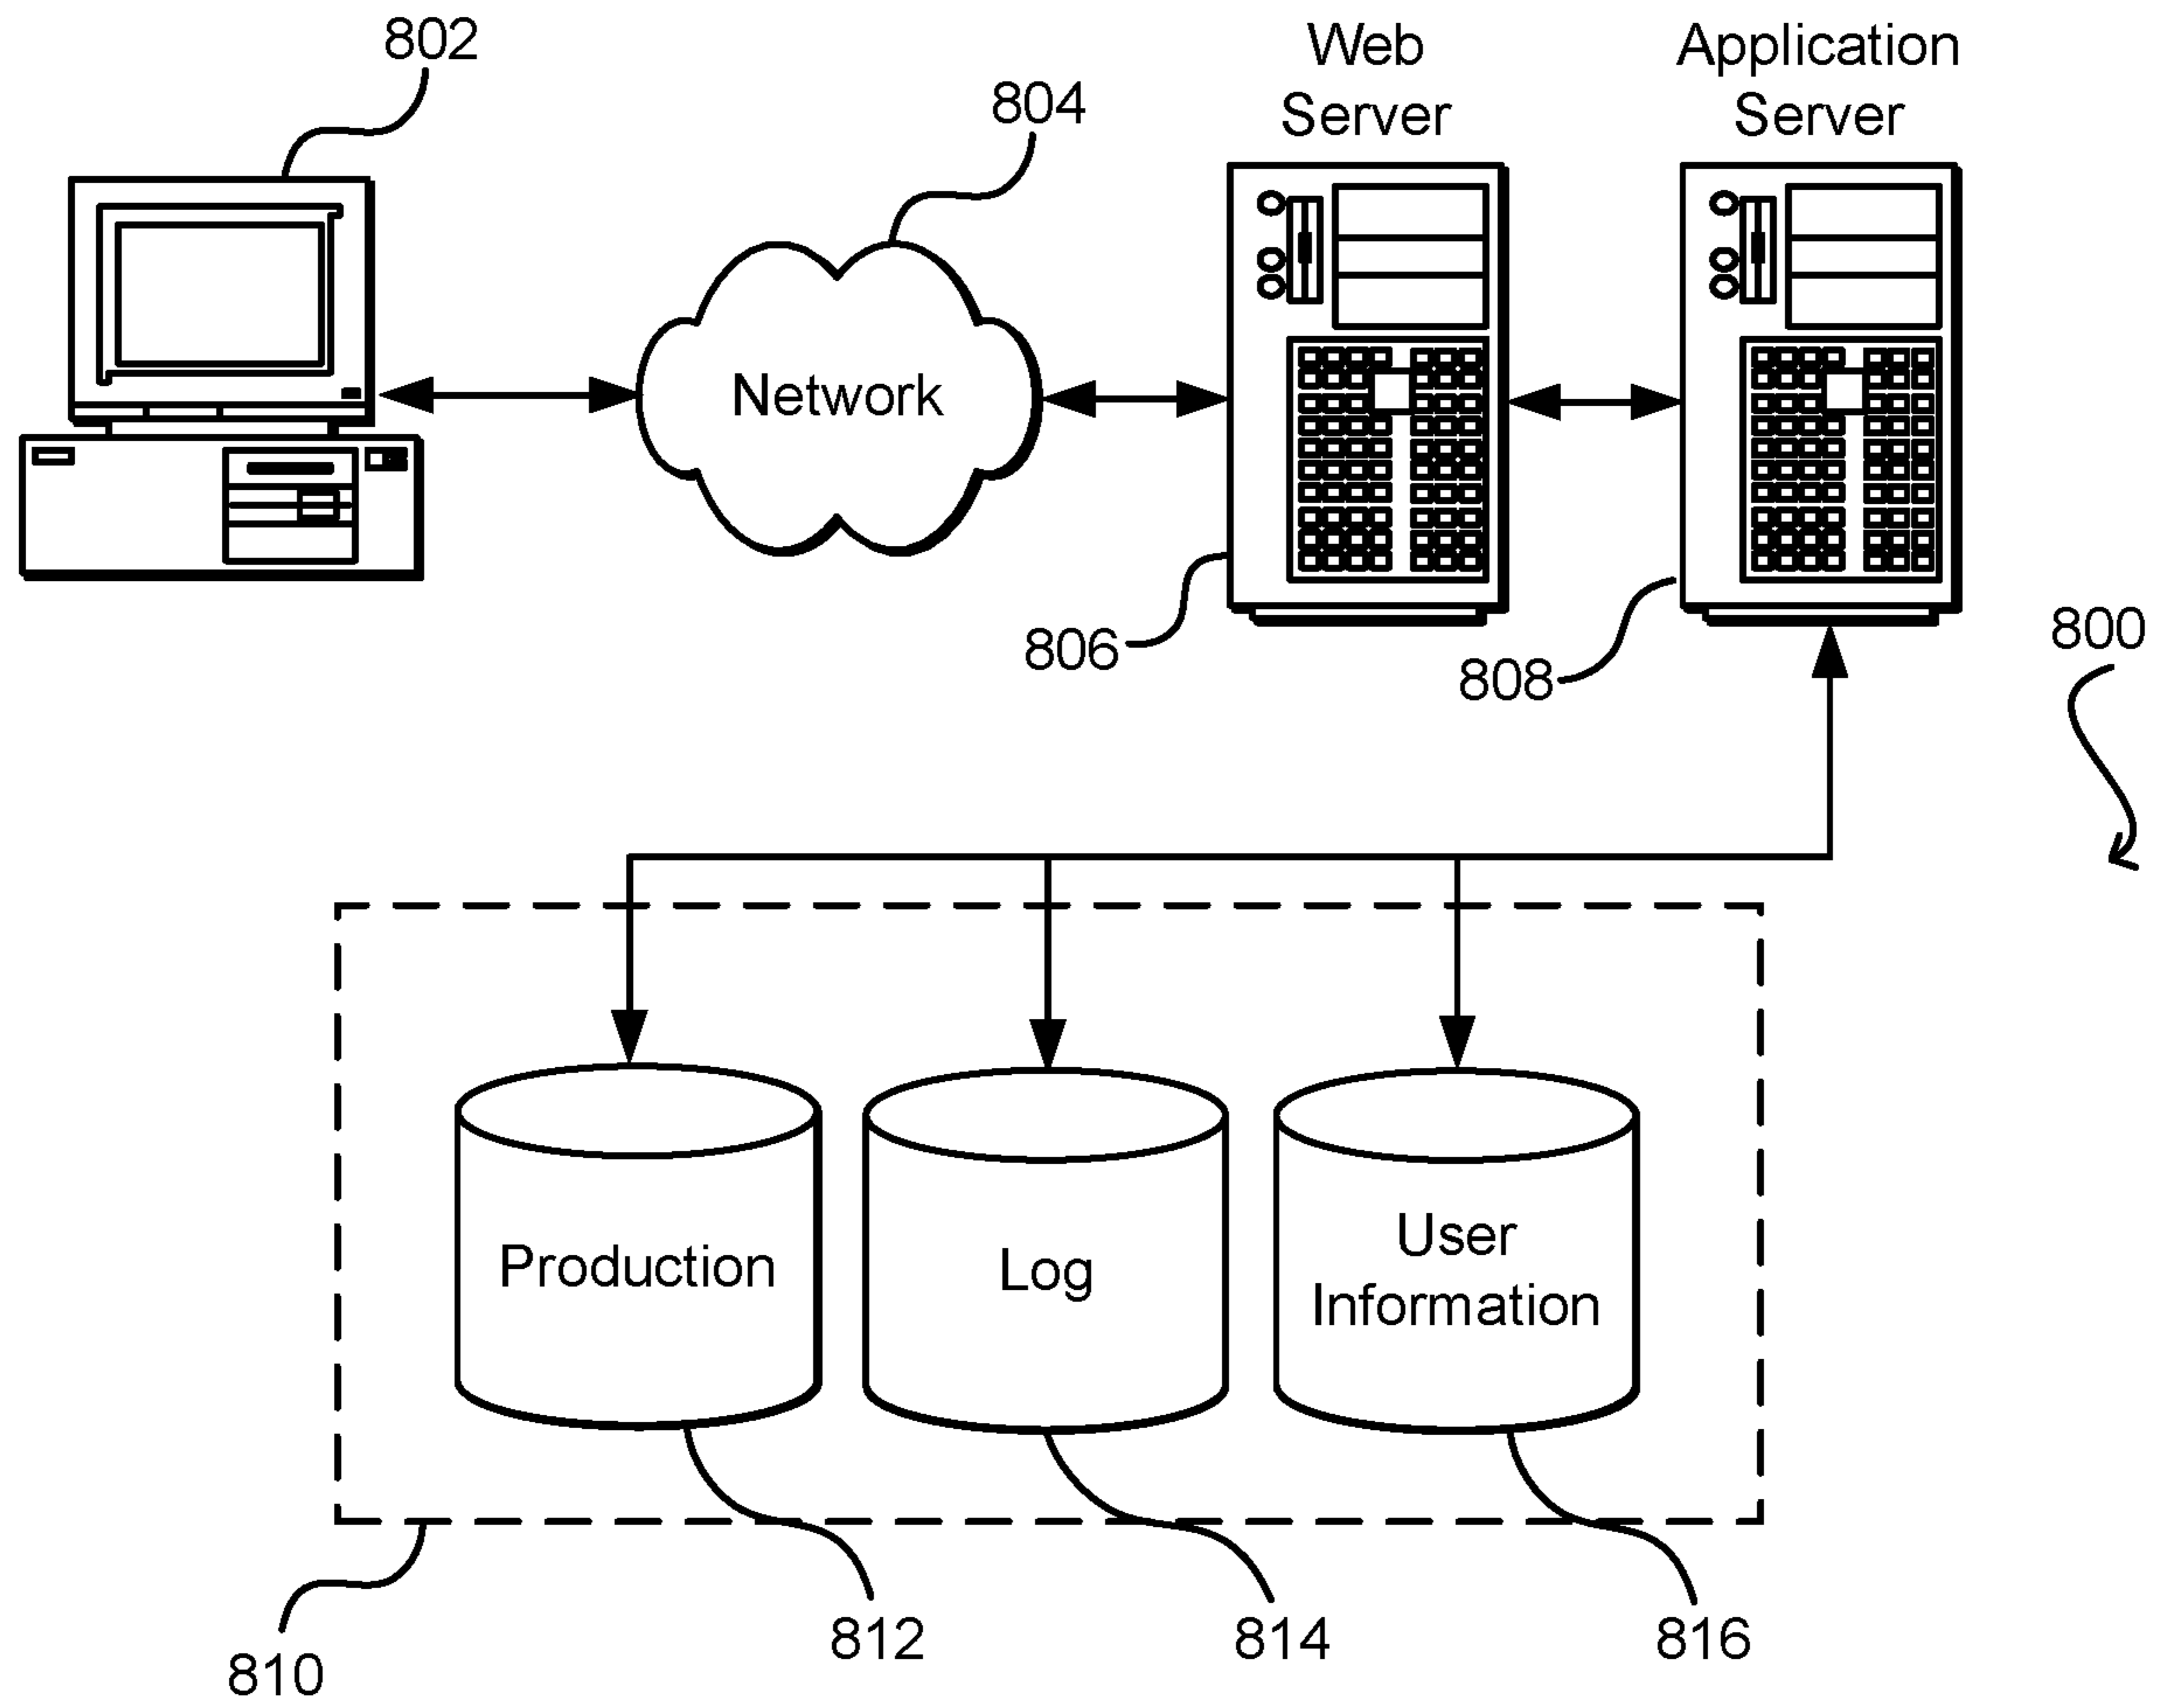 802
804
Web
Server
Application
Server
Network
806
808
800
Production
Log
User
Information
810
812
814
816